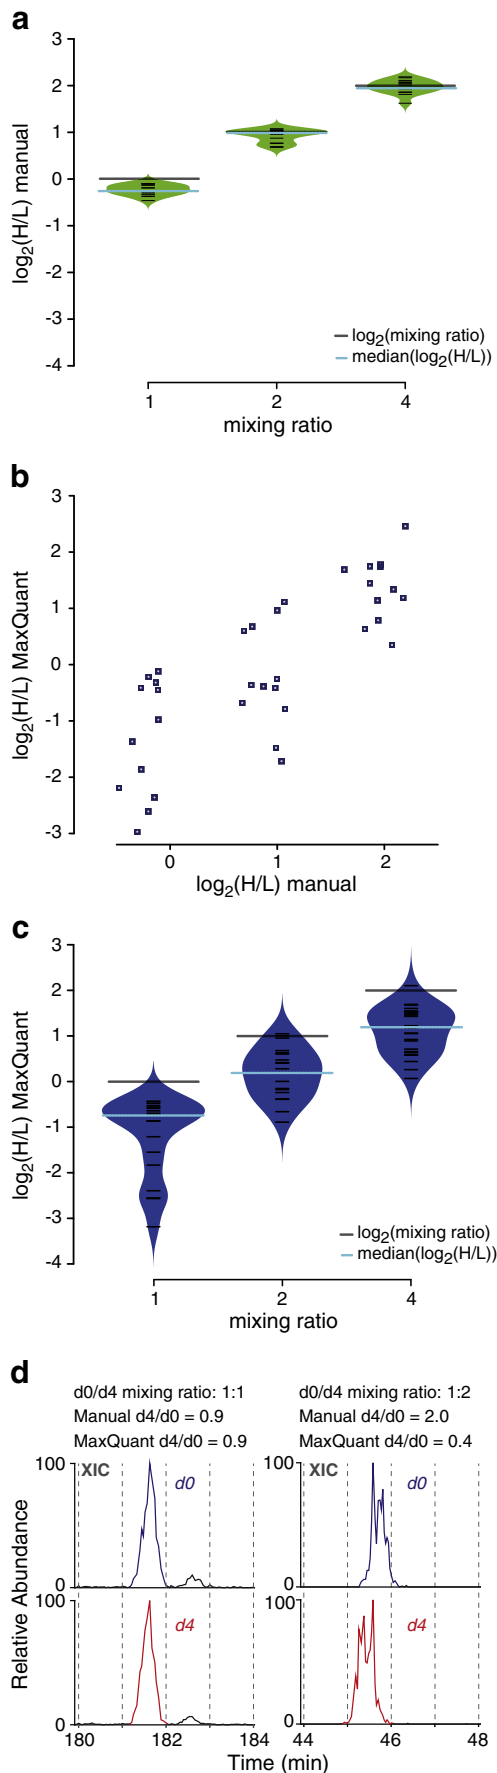 a
3
2
1
0
-1
-2
-3
-4
log2(H/L) manual
log2(mixing ratio)
median(log2(H/L))
1 2 4
mixing ratio
b
3
2
1
0
-1
-2
-3
log2(H/L) MaxQuant
0 1 2
log2(H/L) manual
c
3
2
1
0
-1
-2
-3
-4
log2(H/L) MaxQuant
log2(mixing ratio)
median(log2(H/L))
1 2 4
mixing ratio
d
d0/d4 mixing ratio: 1:1
Manual d4/d0 = 0.9
MaxQuant d4/d0 = 0.9
d0/d4 mixing ratio: 1:2
Manual d4/d0 = 2.0
MaxQuant d4/d0 = 0.4
100 XIC d0
0
100 d4
0
180 182 184
100 XIC d0
0
100 d4
0
44 46 48
Relative Abundance
Time (min)